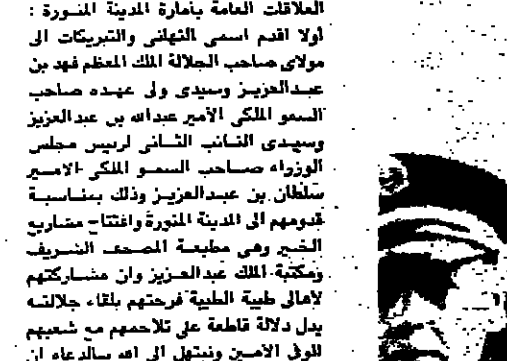 العلاقات العامة بأمارة المدينة المنورة :
أولا اقدم اسمى التهانى والتبريكات الى
مولاى صاحب الجلالة الملك المعظم فهد بن
عبدالعزيز وسيدى ولى عهده صاحب
السمو الملكى الأمير عبدالله بن عبدالعزيز
وسيدى النائب الثانى لرئيس مجلس
الوزراء صاحب السمو الملكى الامير
سلطان بن عبدالعزيز وذلك بمناسبة
قدومهم الى المدينة المنورة وافتتاح مشاريع
الخير وهى مطبعة المصحف الشريف
ومكتبة الملك عبدالعزيز وان مشاركتهم
لاهالى طيبة الطيبة فرحتهم بلقاء جلالته
يدل دلالة قاطعة على تلاحمهم مع شعبهم
الوفى الامين ونبتهل الى الله بالدعاء ان